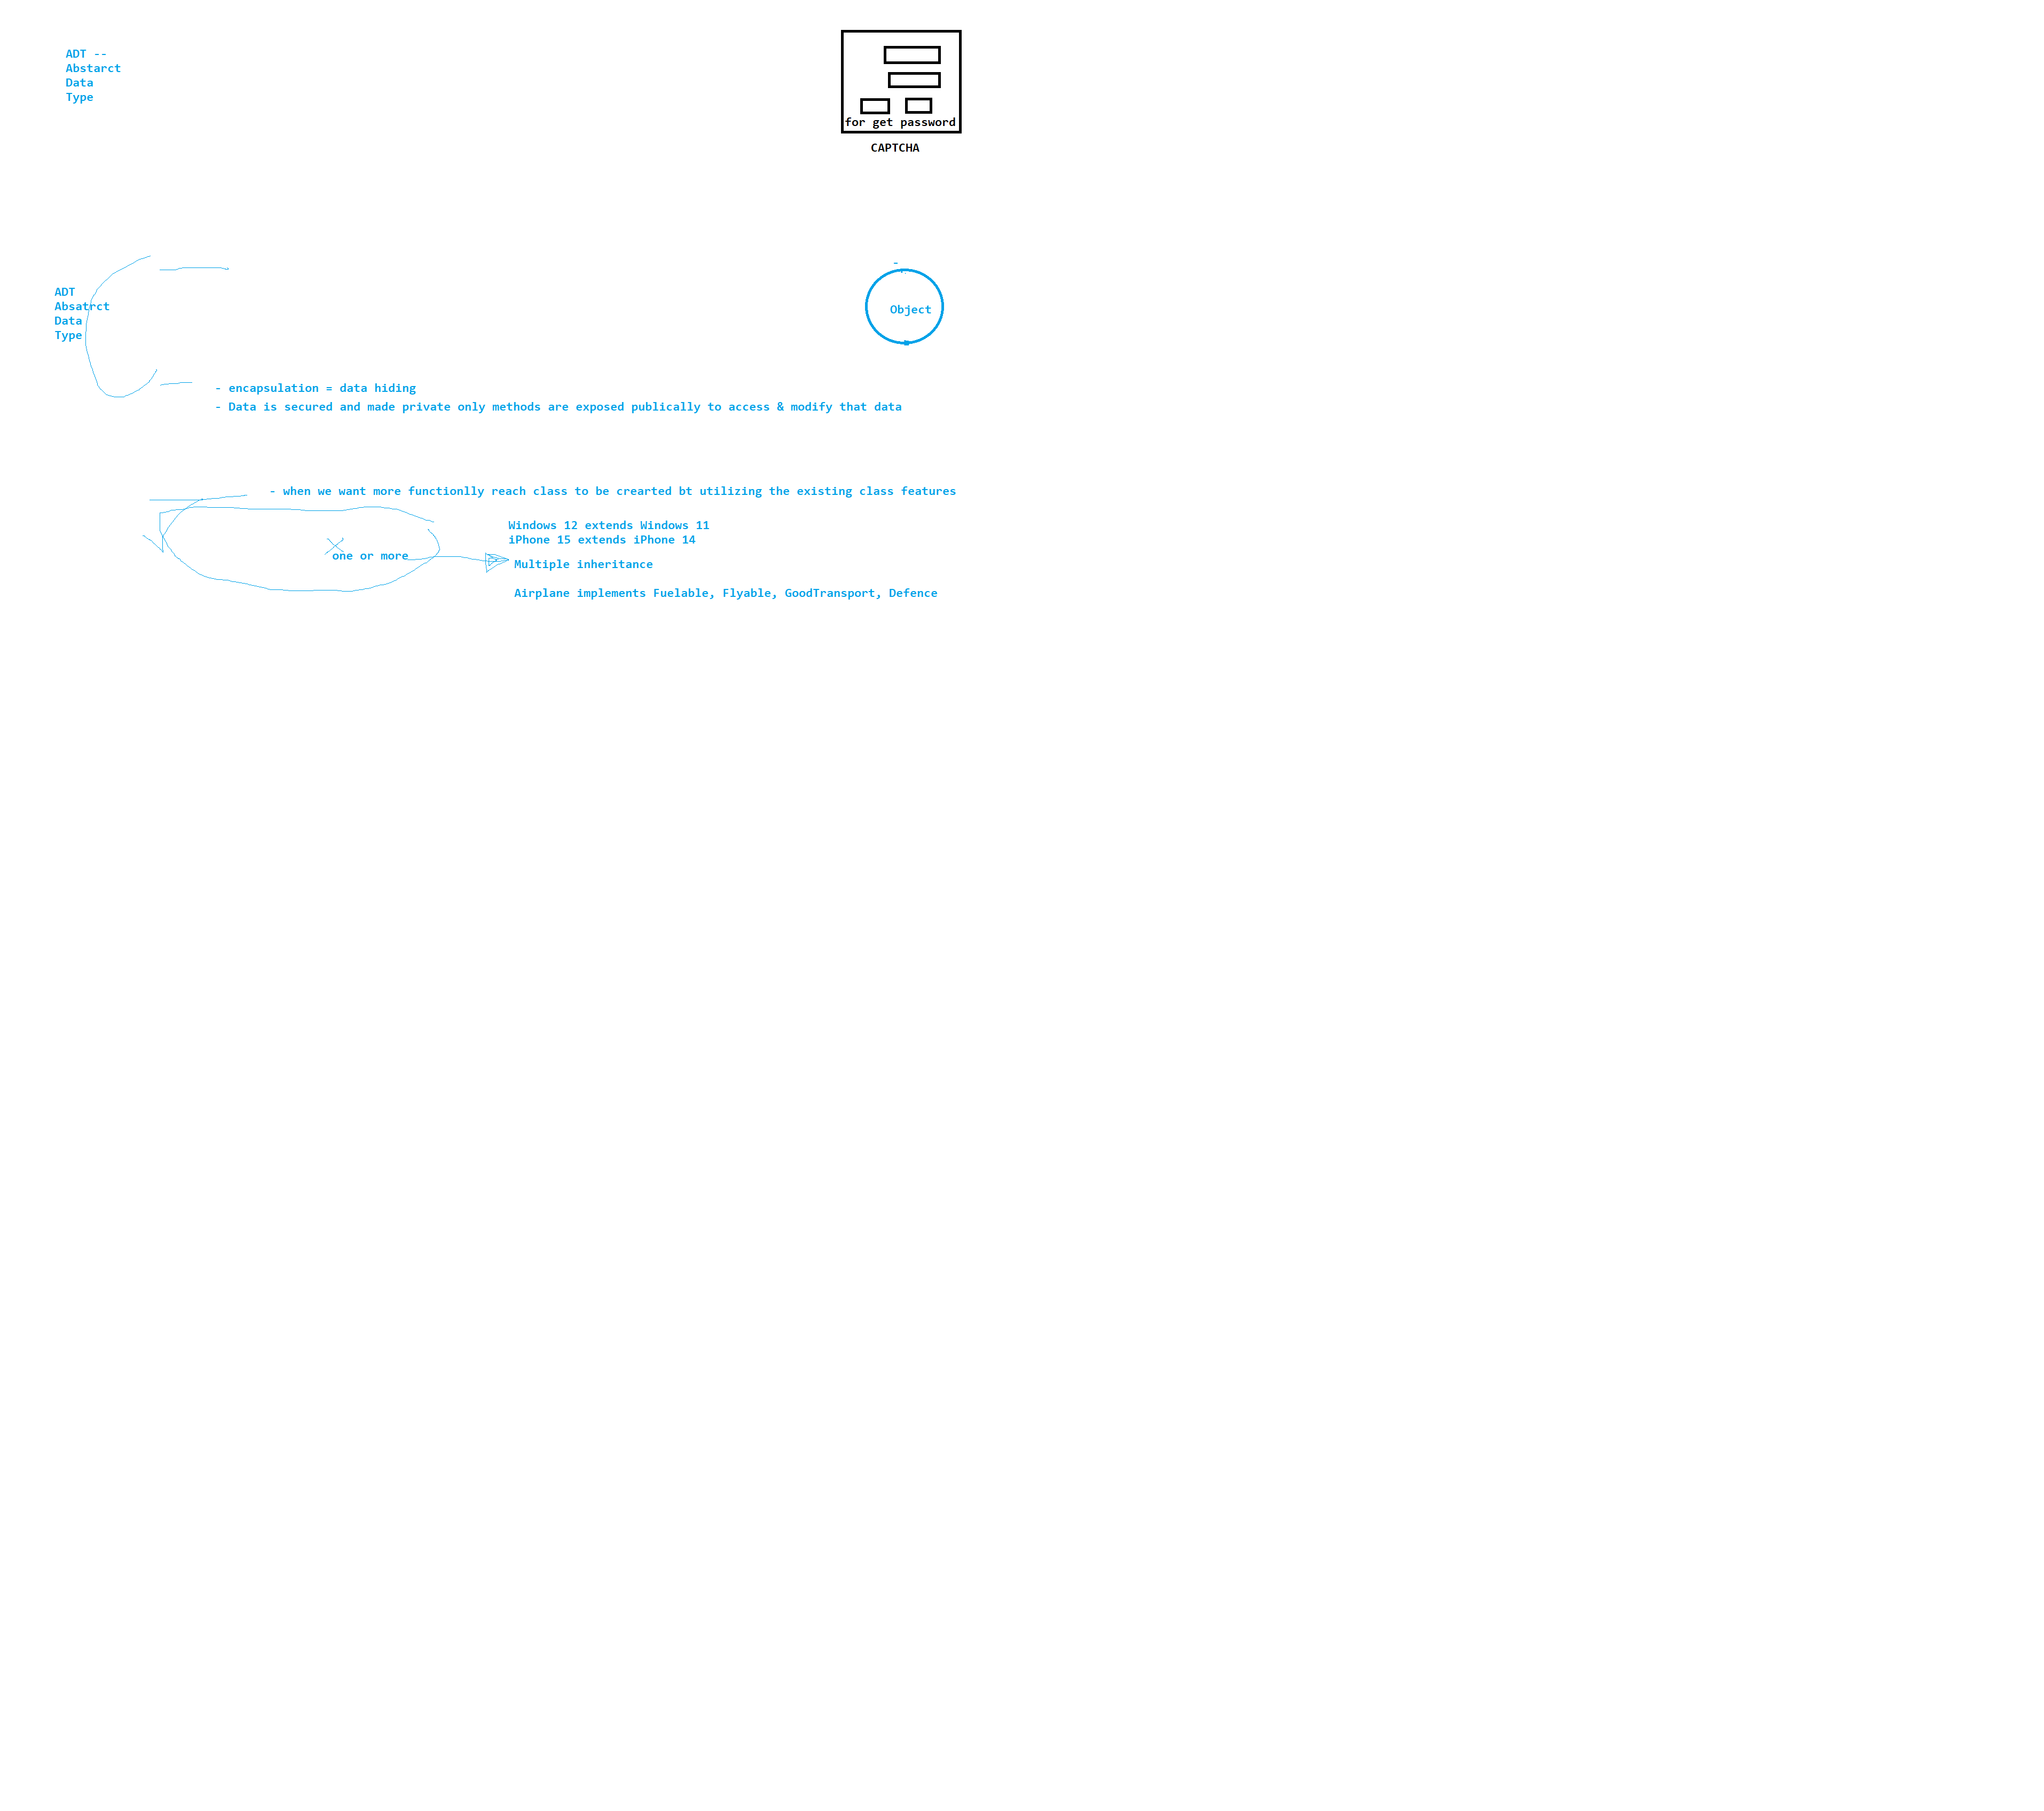 ADT --
Abstarct
Data
Type
for get password
CAPTCHA
ADT
Absatrct
Data
Type
Object
- encapsulation = data hiding
- Data is secured and made private only methods are exposed publically to access & modify that data
- when we want more functionlly reach class to be crearted bt utilizing the existing class features
Windows 12 extends Windows 11
iPhone 15 extends iPhone 14
one or more
Multiple inheritance
Airplane implements Fuelable, Flyable, GoodTransport, Defence